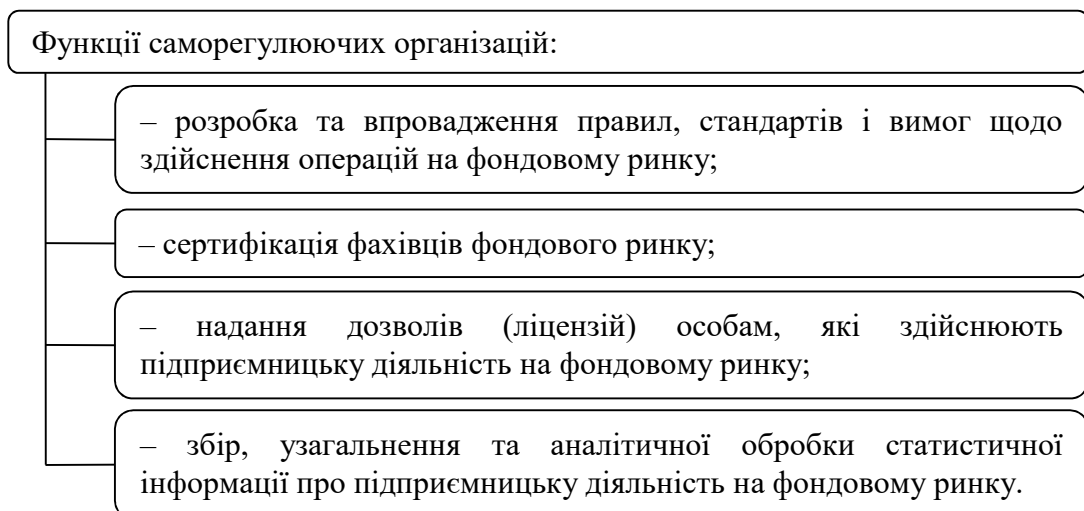 Функції саморегулюючих організацій:
– розробка та впровадження правил, стандартів і вимог щодо
здійснення операцій на фондовому ринку;
– сертифікація фахівців фондового ринку;
– надання дозволів (ліцензій) особам, які здійснюють
підприємницьку діяльність на фондовому ринку;
– збір, узагальнення та аналітичної обробки статистичної
інформації про підприємницьку діяльність на фондовому ринку.